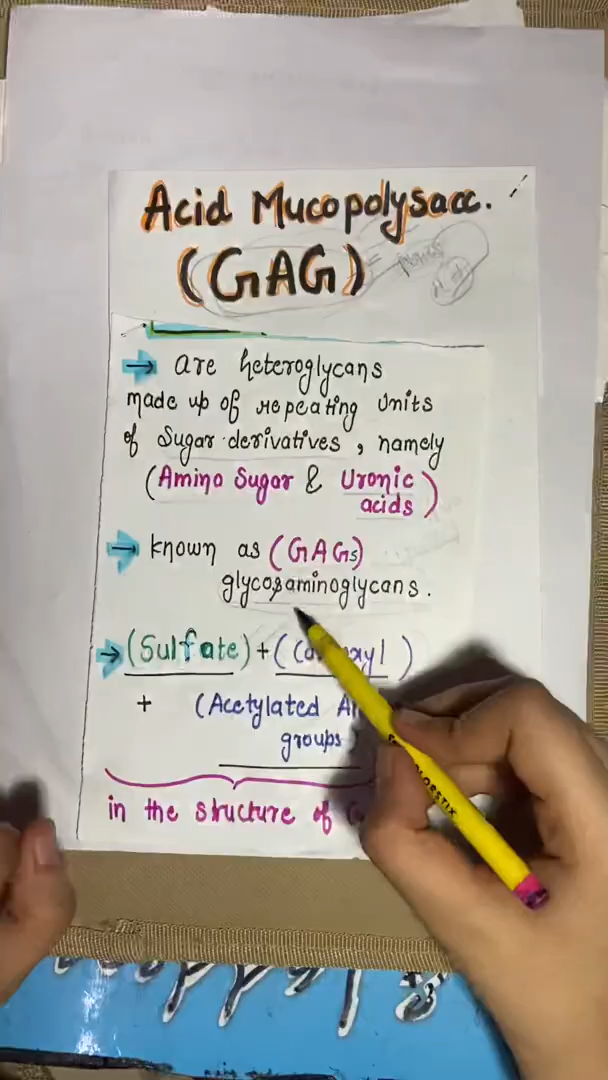 Acid Mucopolysacc.
(GAG)
→ are heteroglycans
made up of repeating units
of sugar derivatives, namely
(Amino Sugar & Uronic
acids)
→ known as (GAGs)
glycosaminoglycans.
→ (Sulfate) + ( )
+ (Acetylated
groups
in the structure of